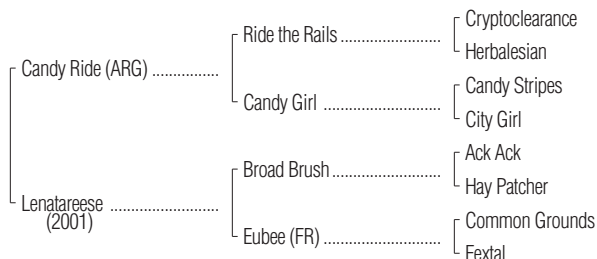 Cryptoclearance
Ride the Rails
Herbalesian
Candy Ride (ARG)
Candy Stripes
Candy Girl
City Girl
Ack Ack
Broad Brush
Hay Patcher
Lenatareese
(2001)
Common Grounds
Eubee (FR)
Fextal